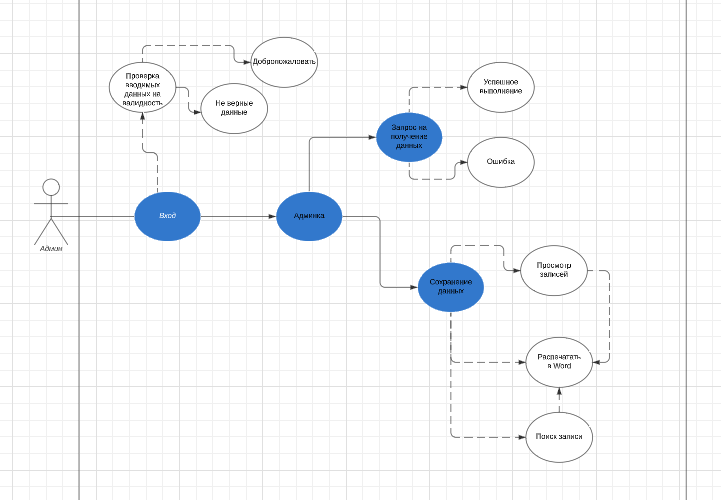 Добропожаловать
Проверка
вводимых
данных на
валидность
Не верные
данные
Успешное
выполнение
Запрос на
получение
данных
Ошибка
Админ
Вход
Админка
Просмотр
записей
Сохранение
данных
Распечатать
в Word
Поиск записи